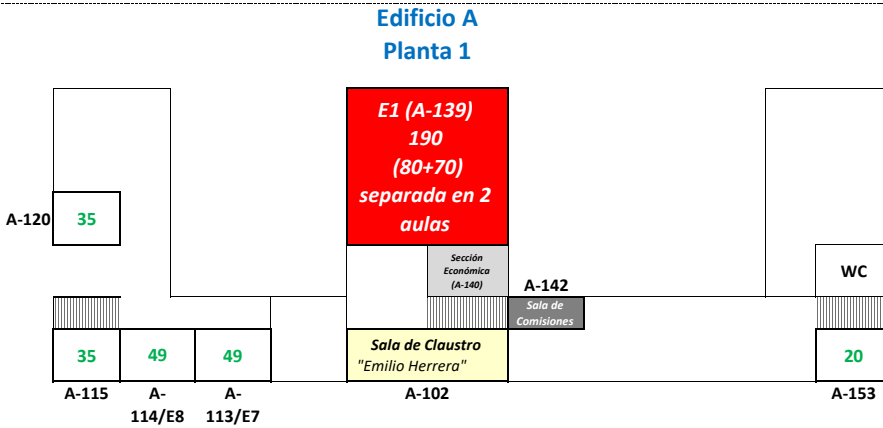 Edificio A
Planta 1
E1 (A-139)
190
(80+70)
separada en 2
aulas
A-120
35
Sección
Económica
(A-140)
A-142
WC
Sala de
Comisiones
35
49
49
Sala de Claustro
"Emilio Herrera"
20
A-115
A-
114/E8
A-
113/E7
A-102
A-153